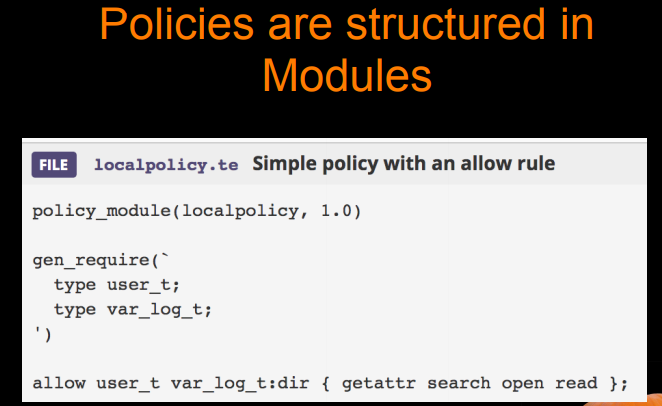 Policies are structured in
Modules
FILE localpolicy.te Simple policy with an allow rule
policy_module(localpolicy, 1.0)
gen_require(`
type user_t;
type var_log_t;
')
allow user_t var_log_t:dir { getattr search open read };